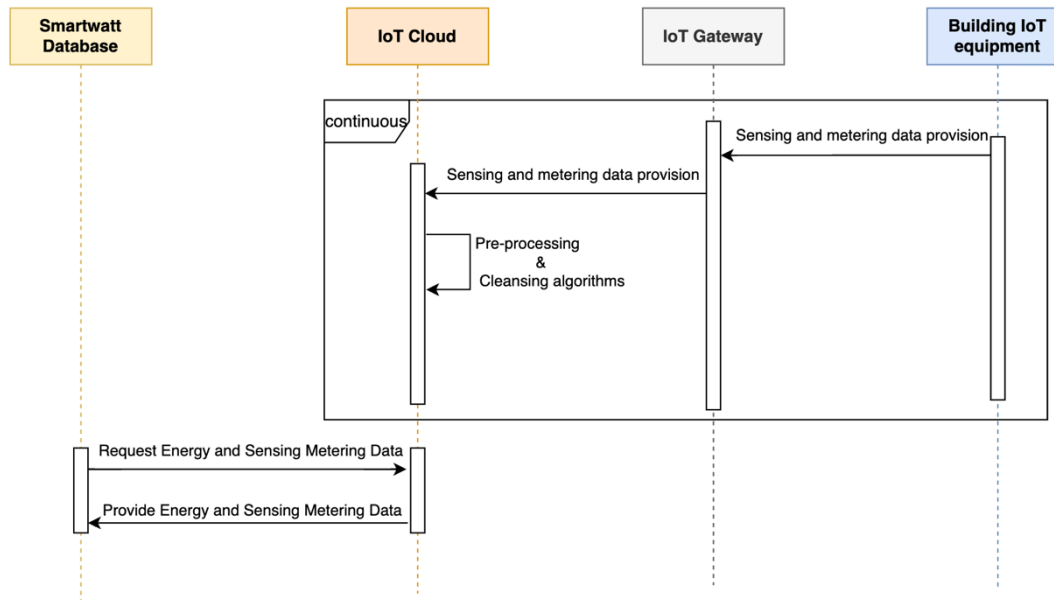 Smartwatt
Database
IoT Cloud
IoT Gateway
Building IoT
equipment
continuous
Sensing and metering data provision
Sensing and metering data provision
Pre-processing
&
Cleansing algorithms
Request Energy and Sensing Metering Data
Provide Energy and Sensing Metering Data